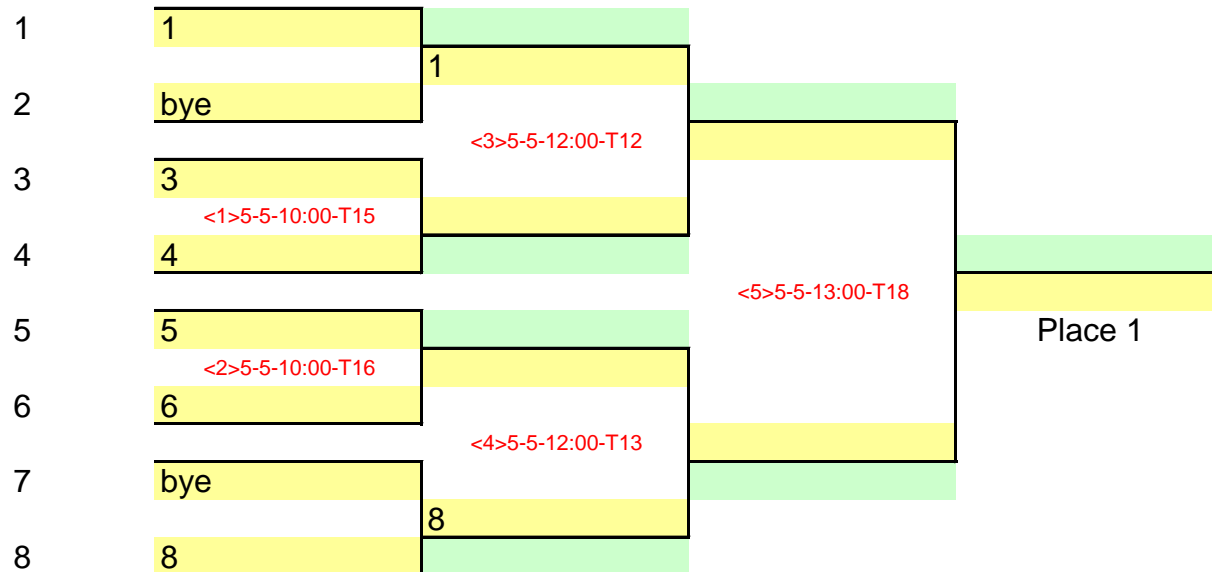 1 1
1
2 bye
<3>5-5-12:00-T12
3 3
<1>5-5-10:00-T15
4 4
<5>5-5-13:00-T18
5 5 Place 1
<2>5-5-10:00-T16
6 6
<4>5-5-12:00-T13
7 bye
8
8 8